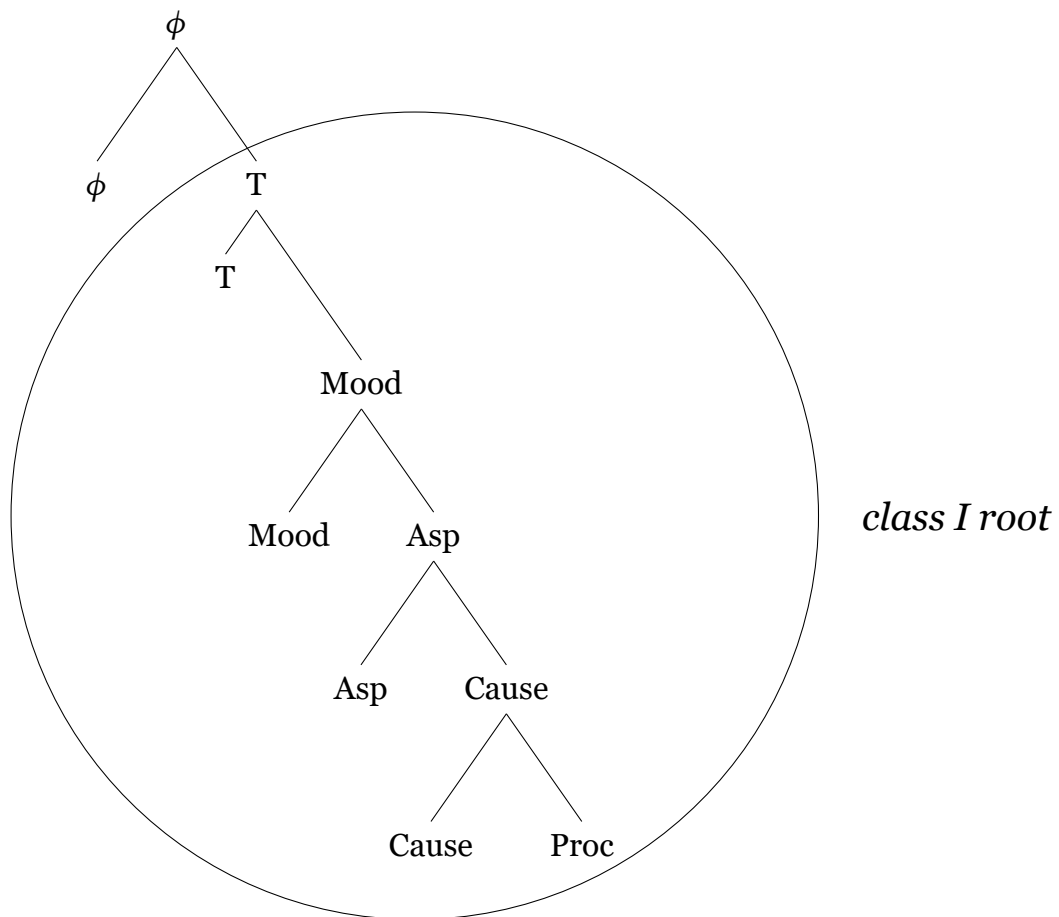 ϕ
ϕ T
T
Mood
Mood Asp
class I root
Asp Cause
Cause Proc